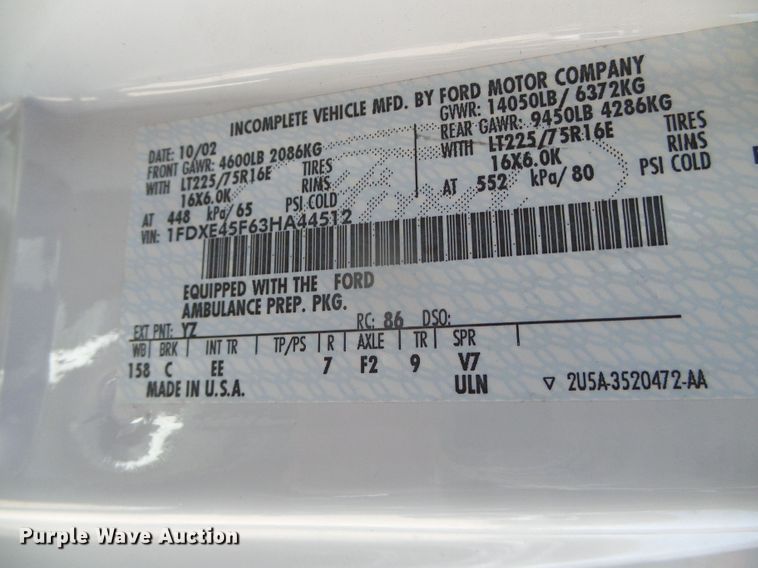 INCOMPLETE VEHICLE MFD. BY FORD MOTOR COMPANY
DATE: 10/02 GVWR: 14050LB/ 6372KG
FRONT GAWR: 4600LB 2086KG REAR GAWR: 9450LB 4286KG
WITH LT225/75R16E TIRES WITH LT225/75R16E TIRES
16X6.0K RIMS 16X6.0K RIMS
AT 448 kPa/65 PSI COLD AT 552 kPa/80 PSI COLD
VIN: 1FDXE45F63HA44512
EQUIPPED WITH THE FORD
AMBULANCE PREP. PKG.
EXT PNT: YZ RC: 86 DSO:
WB BRK INT TR TP/PS R AXLE TR SPR
158 C EE 7 F2 9 V7
MADE IN U.S.A. ULN ▽ 2U5A-3520472-AA
Purple Wave Auction